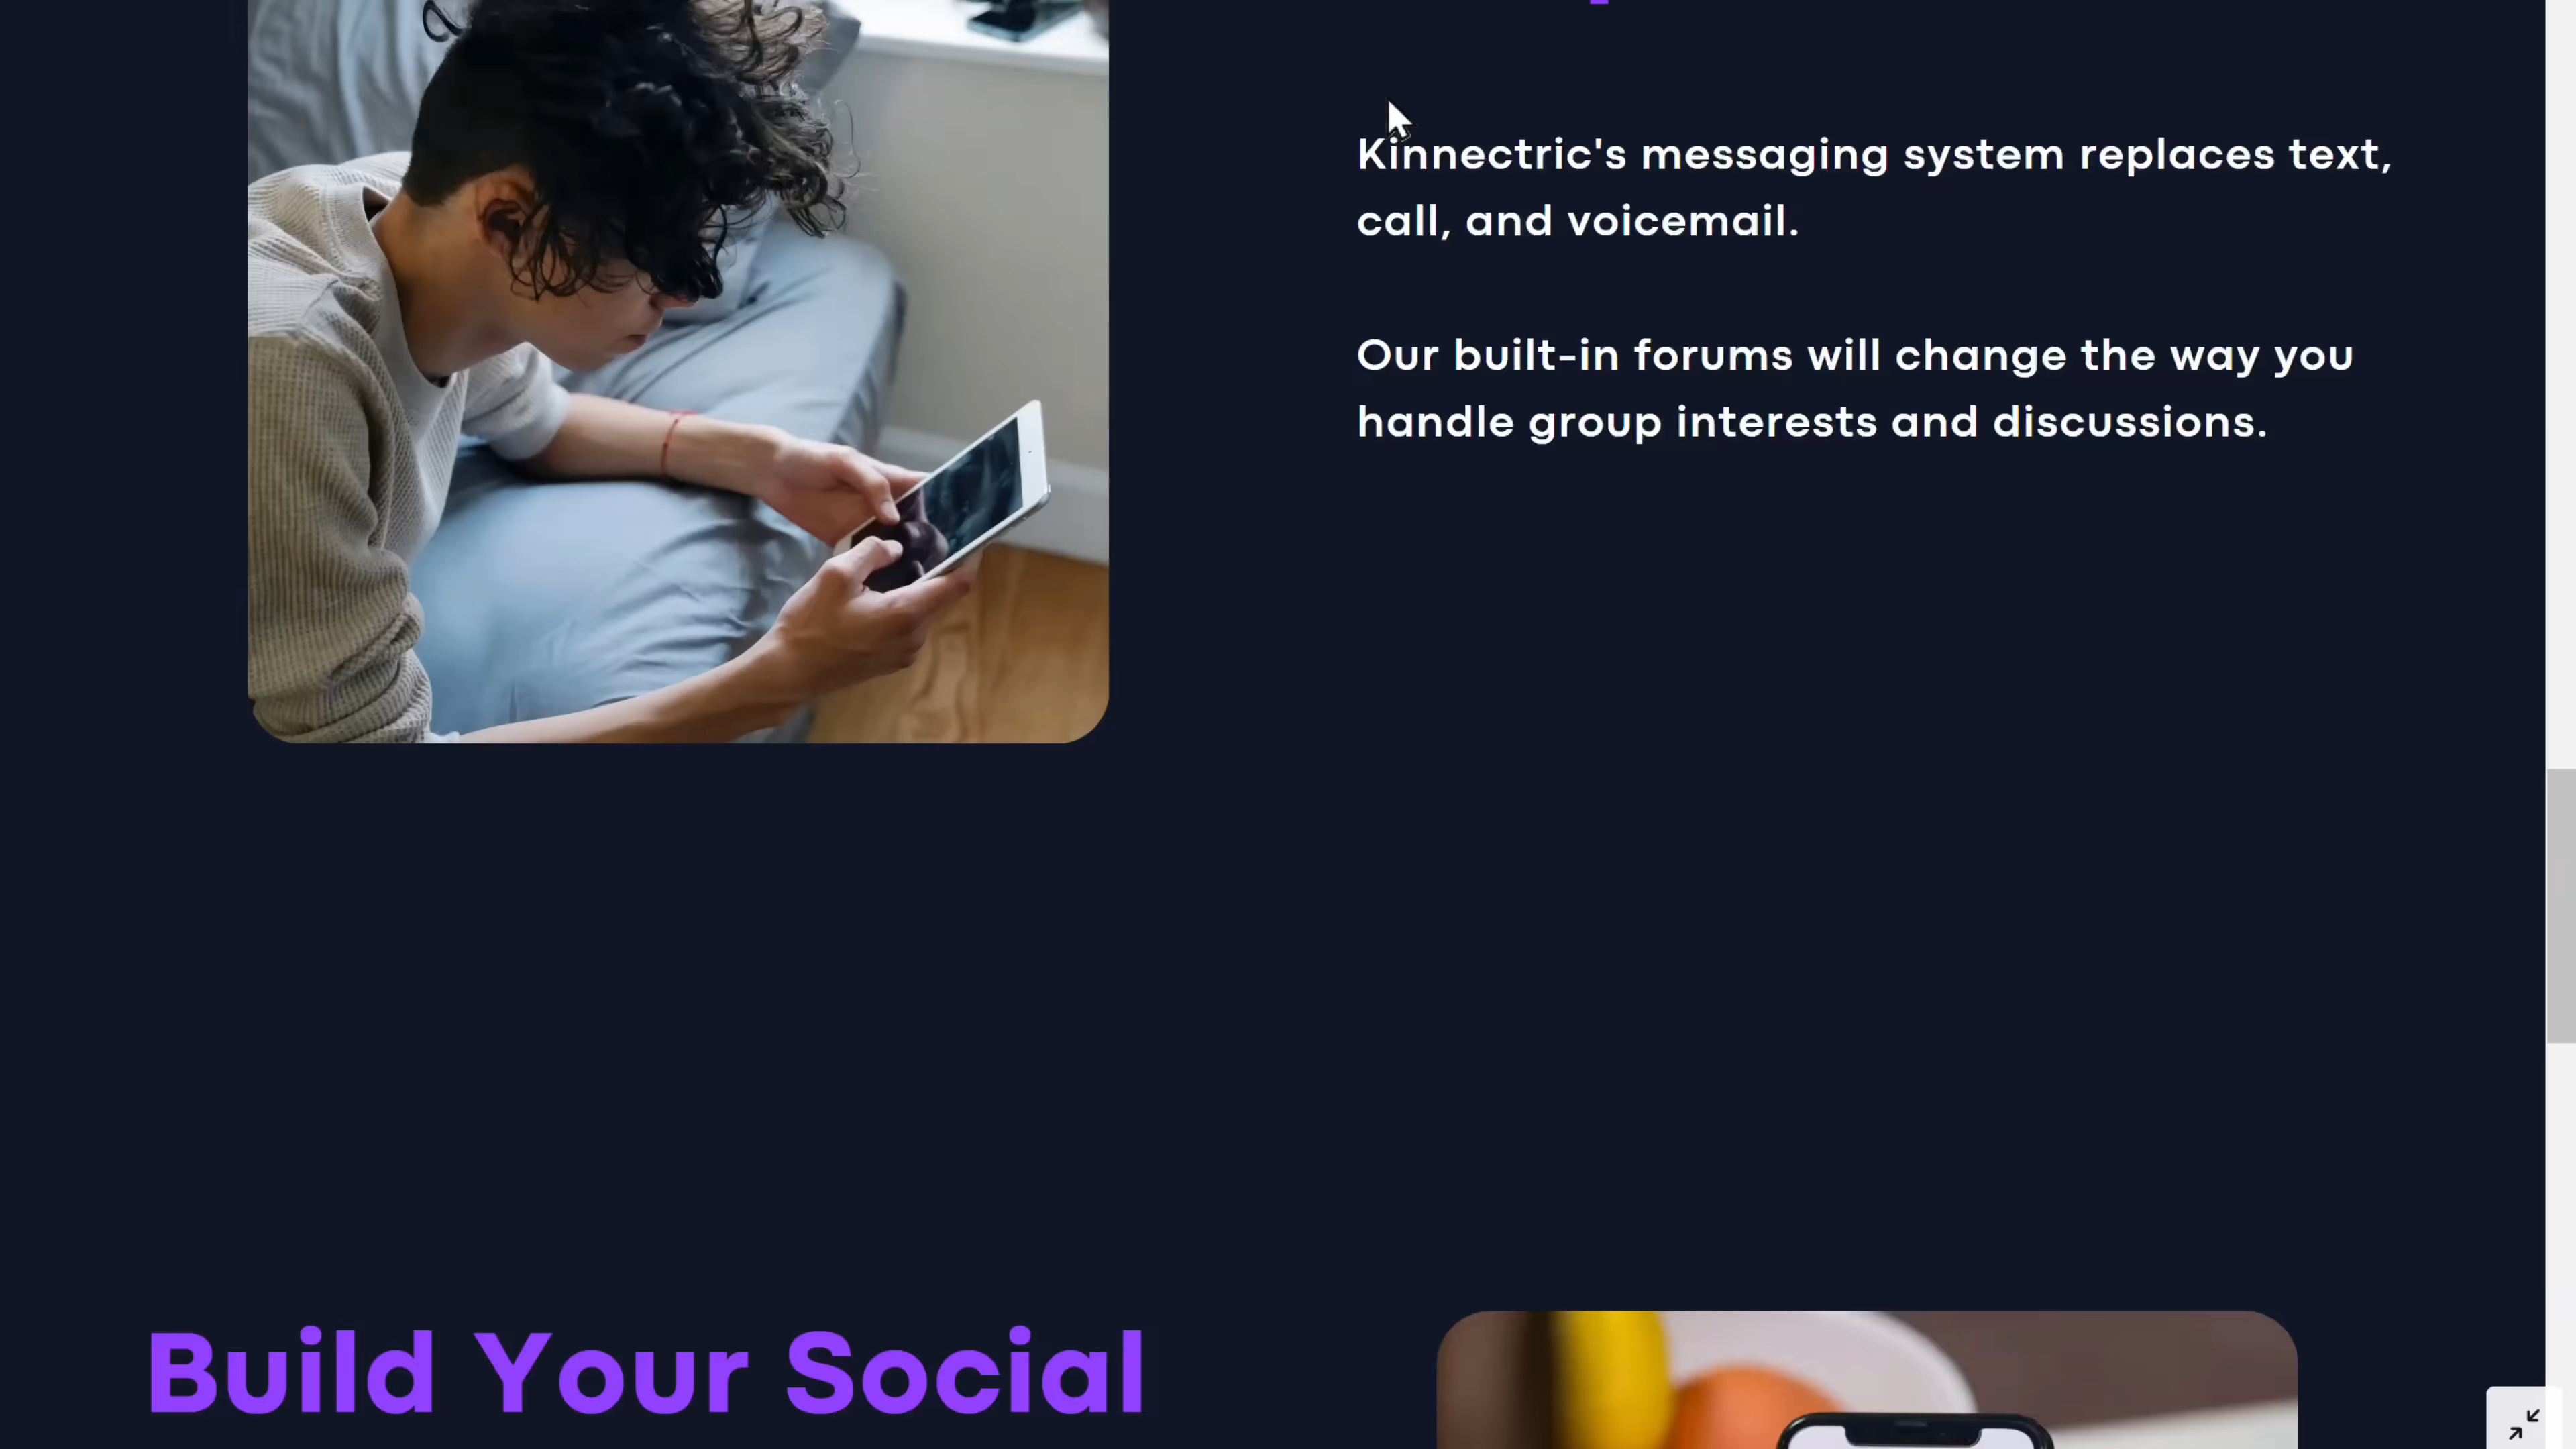 Kinnectric's messaging system replaces text,
call, and voicemail.
Our built-in forums will change the way you
handle group interests and discussions.
Build Your Social